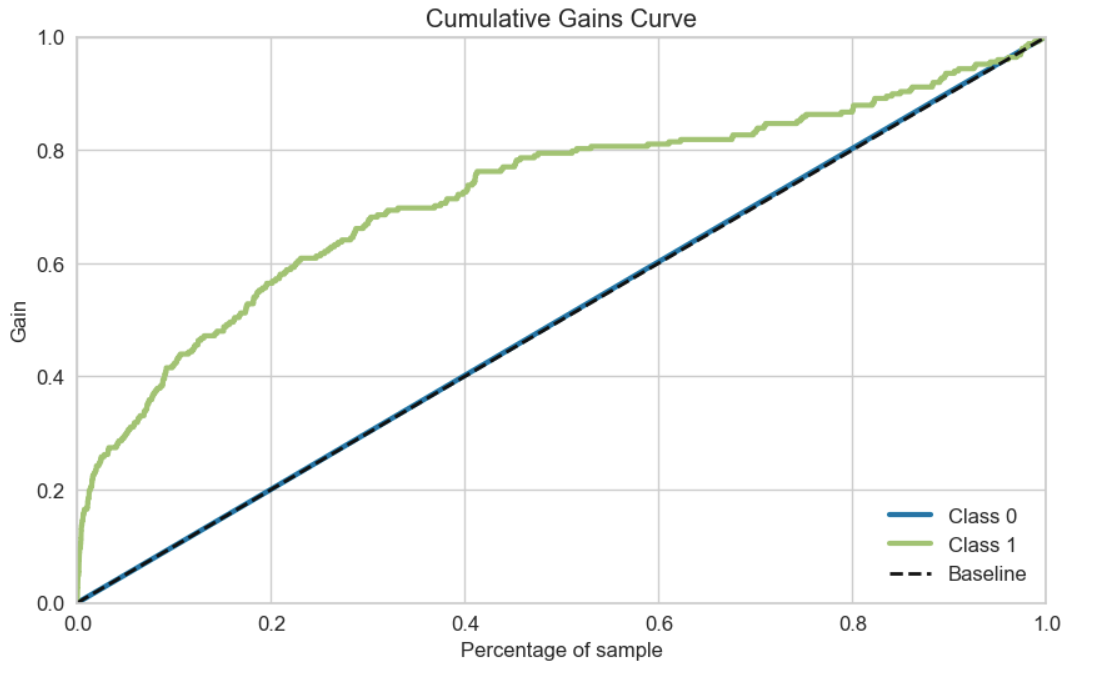 Cumulative Gains Curve
1.0
0.8
0.6
0.4
0.2
0.0
Gain
Class 0
Class 1
Baseline
0.0 0.2 0.4 0.6 0.8 1.0
Percentage of sample